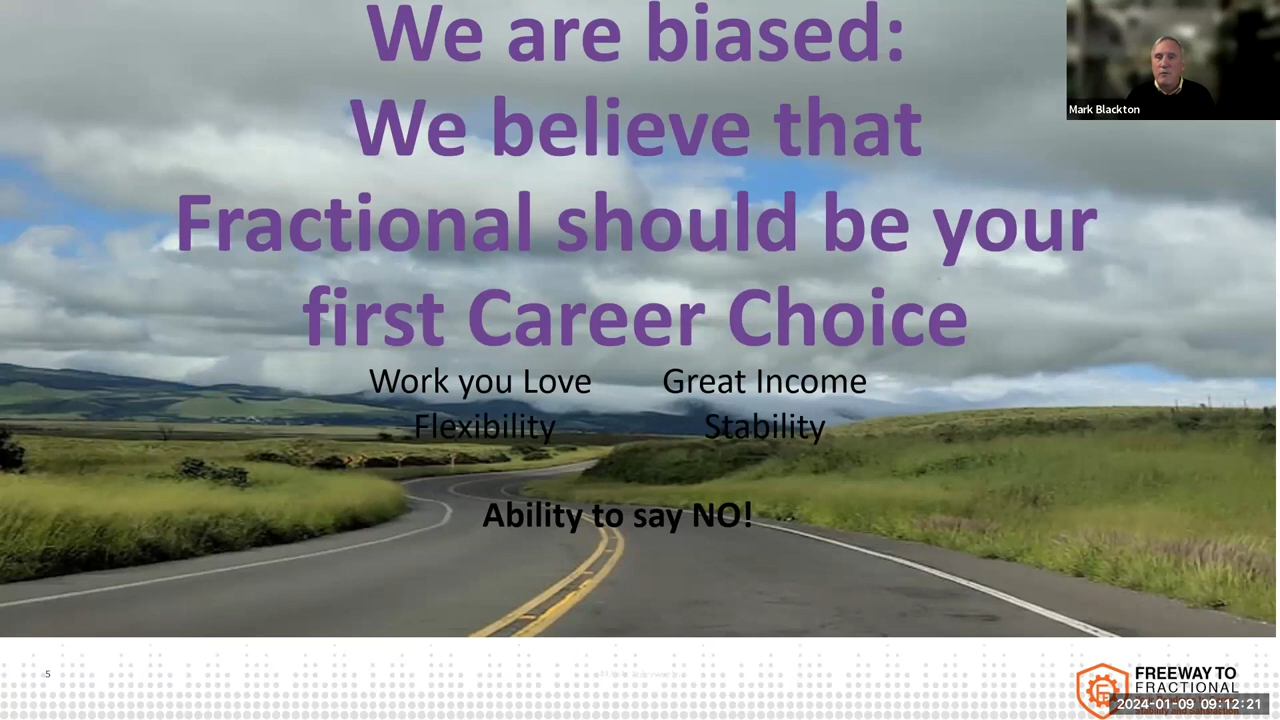 We are biased:
We believe that
Fractional should be your
first Career Choice
Work you Love Great Income
Flexibility Stability
Ability to say NO!
Mark Blackton
5
FREEWAY TO
FRACTIONAL
2024-01-09 09:12:21